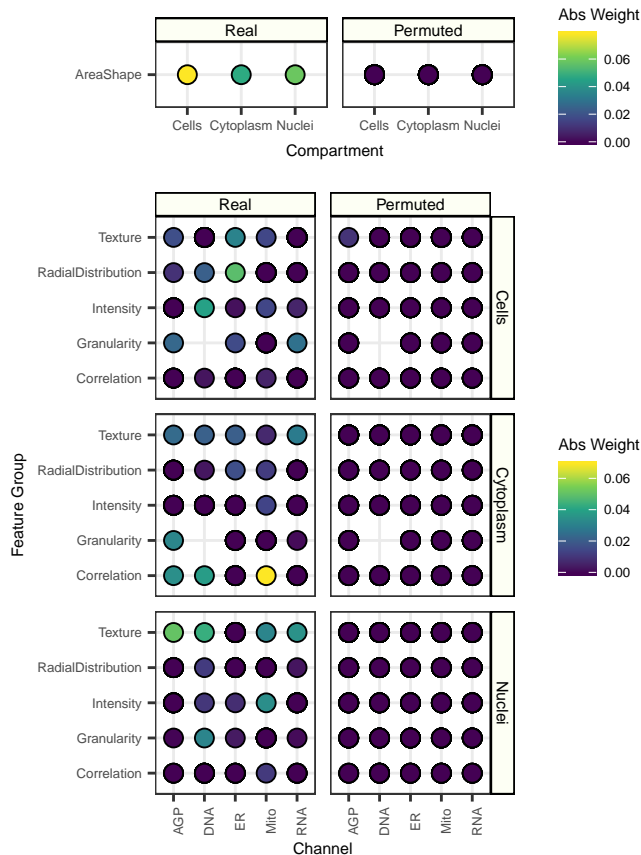 Real
Permuted
Abs Weight
0.06
0.04
0.02
0.00
AreaShape
Cells
Cytoplasm
Nuclei
Cells
Cytoplasm
Nuclei
Compartment
Real
Permuted
Texture
RadialDistribution
Intensity
Granularity
Correlation
Cells
Feature Group
Texture
RadialDistribution
Intensity
Granularity
Correlation
Cytoplasm
Abs Weight
0.06
0.04
0.02
0.00
Texture
RadialDistribution
Intensity
Granularity
Correlation
Nuclei
AGP
DNA
ER
Mito
RNA
AGP
DNA
ER
Mito
RNA
Channel